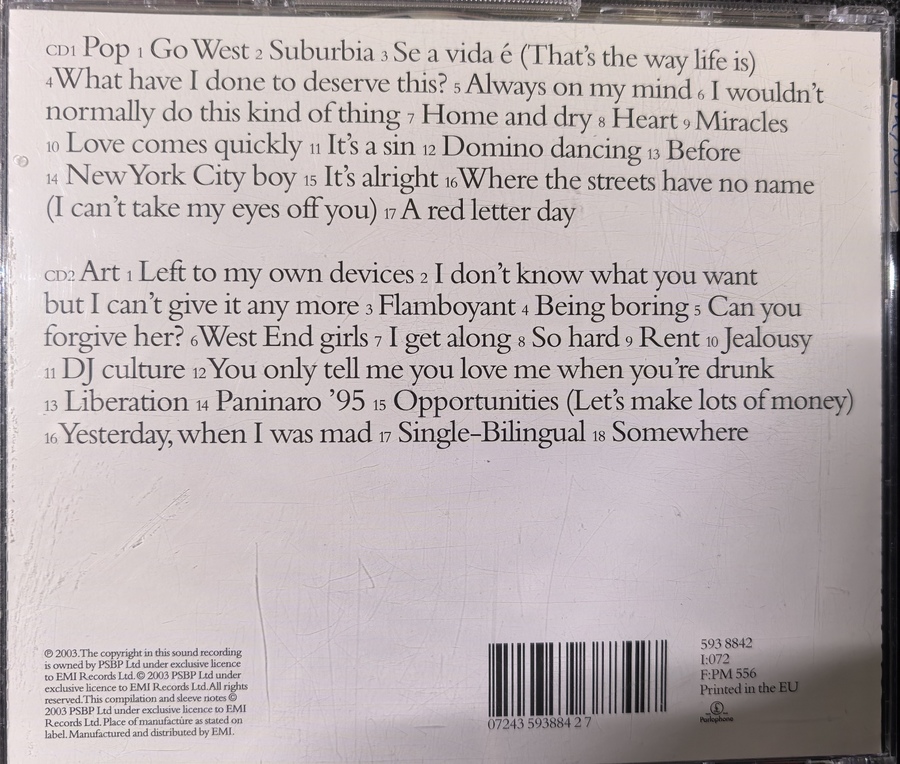 CD1 Pop 1 Go West 2 Suburbia 3 Se a vida é (That's the way life is)
4 What have I done to deserve this? 5 Always on my mind 6 I wouldn't
normally do this kind of thing 7 Home and dry 8 Heart 9 Miracles
10 Love comes quickly 11 It's a sin 12 Domino dancing 13 Before
14 New York City boy 15 It's alright 16 Where the streets have no name
(I can't take my eyes off you) 17 A red letter day
CD2 Art 1 Left to my own devices 2 I don't know what you want
but I can't give it any more 3 Flamboyant 4 Being boring 5 Can you
forgive her? 6 West End girls 7 I get along 8 So hard 9 Rent 10 Jealousy
11 DJ culture 12 You only tell me you love me when you're drunk
13 Liberation 14 Paninaro '95 15 Opportunities (Let's make lots of money)
16 Yesterday, when I was mad 17 Single-Bilingual 18 Somewhere
℗ 2003. The copyright in this sound recording
is owned by PSBP Ltd under exclusive licence
to EMI Records Ltd. © 2003 PSBP Ltd under
exclusive licence to EMI Records Ltd. All rights
reserved. This compilation and sleeve notes ©
2003 PSBP Ltd under exclusive licence to EMI
Records Ltd. Place of manufacture as stated on
label. Manufactured and distributed by EMI.
07243 593884 2 7
593 8842
I:072
F:PM 556
Printed in the EU
Parlophone